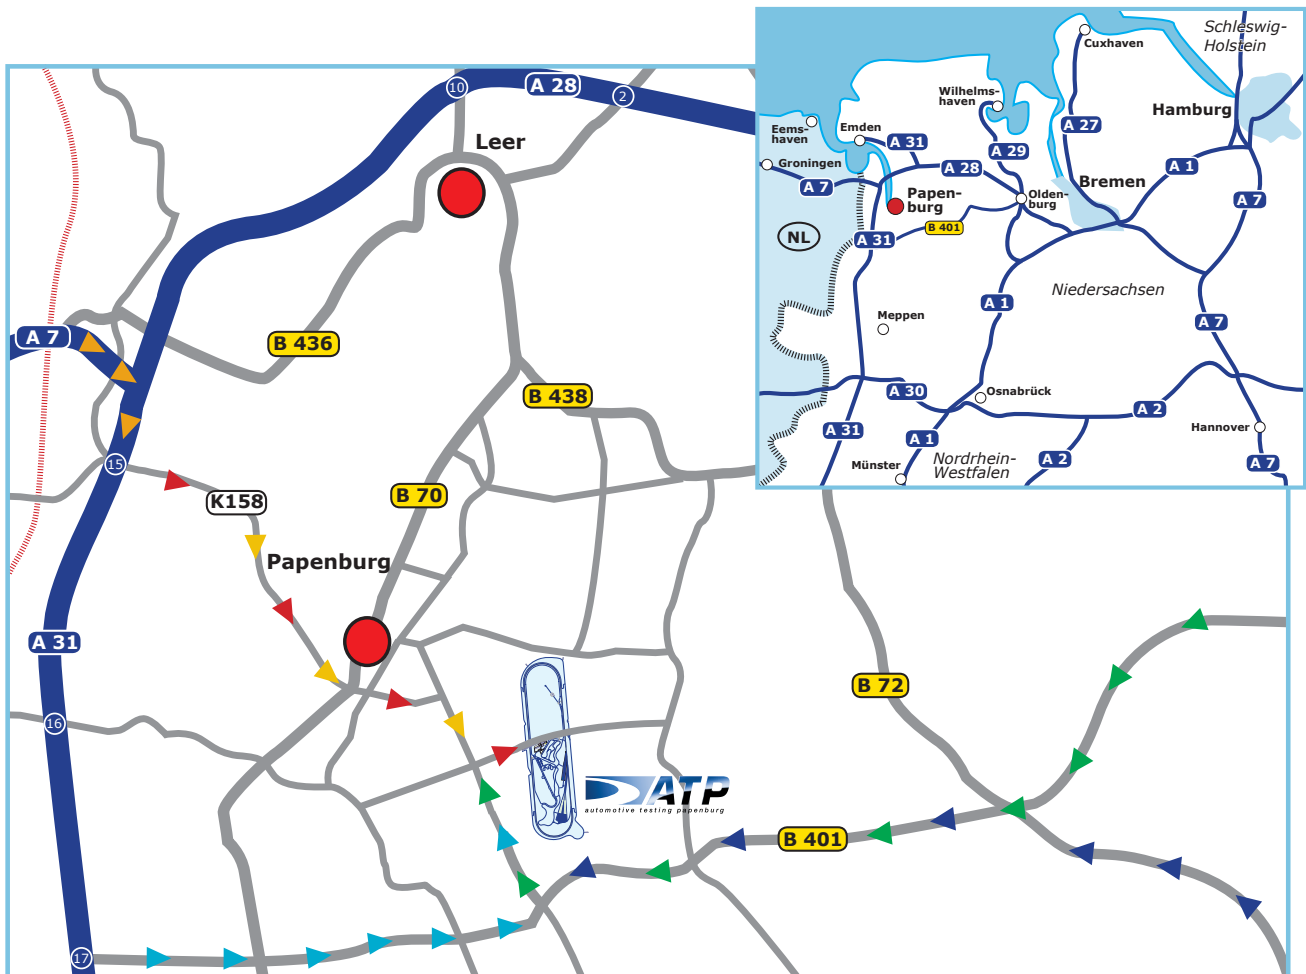 Schleswig-
Holstein
Cuxhaven
Hamburg
Wilhelms-
haven
A 27
Eems-
haven
Emden
A 31
A 29
A 1
Groningen
A 28
Bremen
A 7
Papen-
burg
Olden-
burg
A 7
NL
A 31
B 401
Niedersachsen
A 1
Meppen
A 7
A 30
Osnabrück
A 2
A 31
A 1
Hannover
Münster
Nordrhein-
Westfalen
A 2
A 7
10
A 28
2
Leer
A 7
B 436
B 438
15
K158
B 70
Papenburg
A 31
B 72
16
ATP
automotive testing papenburg
B 401
17